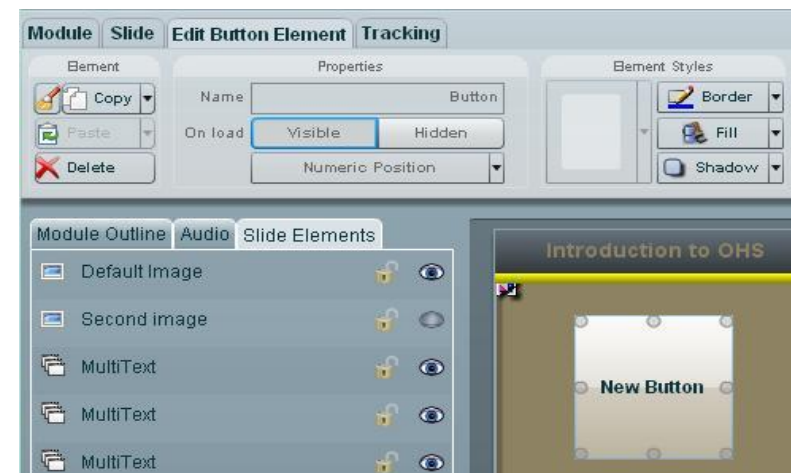 Module Slide Edit Button Element Tracking
Element Properties Element Styles
Copy Name Button Border
Paste On load Visible Hidden Fill
Delete Numeric Position Shadow
Module Outline Audio Slide Elements
Introduction to OHS
Default Image
Second image
MultiText
New Button
MultiText
MultiText